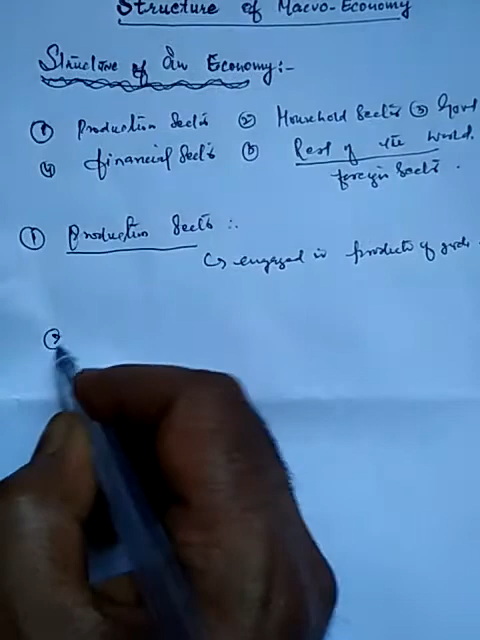 Structure of Macro-Economy
Structure of an Economy:-
① Production Sector ② Household Sector ③ Govt
④ financial Sector ⑤ Rest of the World.
foreign Sector.
① Production Sector :.
↳ engaged in production of goods.
②